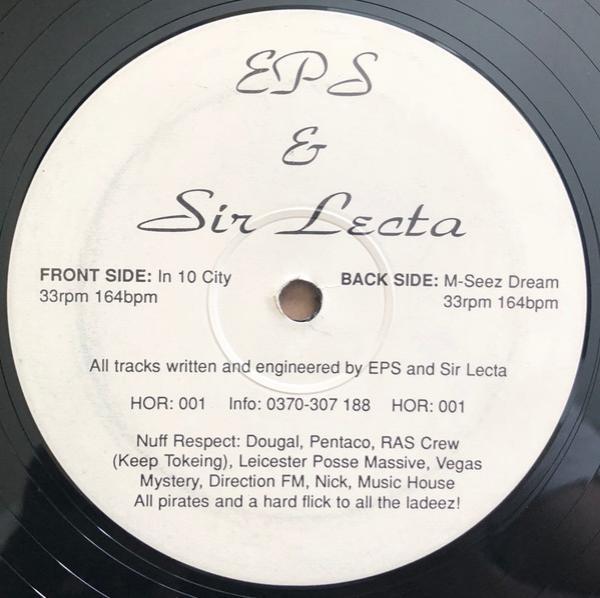 EPS
&
Sir Lecta
FRONT SIDE: In 10 City
33rpm 164bpm
BACK SIDE: M-Seez Dream
33rpm 164bpm
All tracks written and engineered by EPS and Sir Lecta
HOR: 001 Info: 0370-307 188 HOR: 001
Nuff Respect: Dougal, Pentaco, RAS Crew
(Keep Tokeing), Leicester Posse Massive, Vegas
Mystery, Direction FM, Nick, Music House
All pirates and a hard flick to all the ladeez!